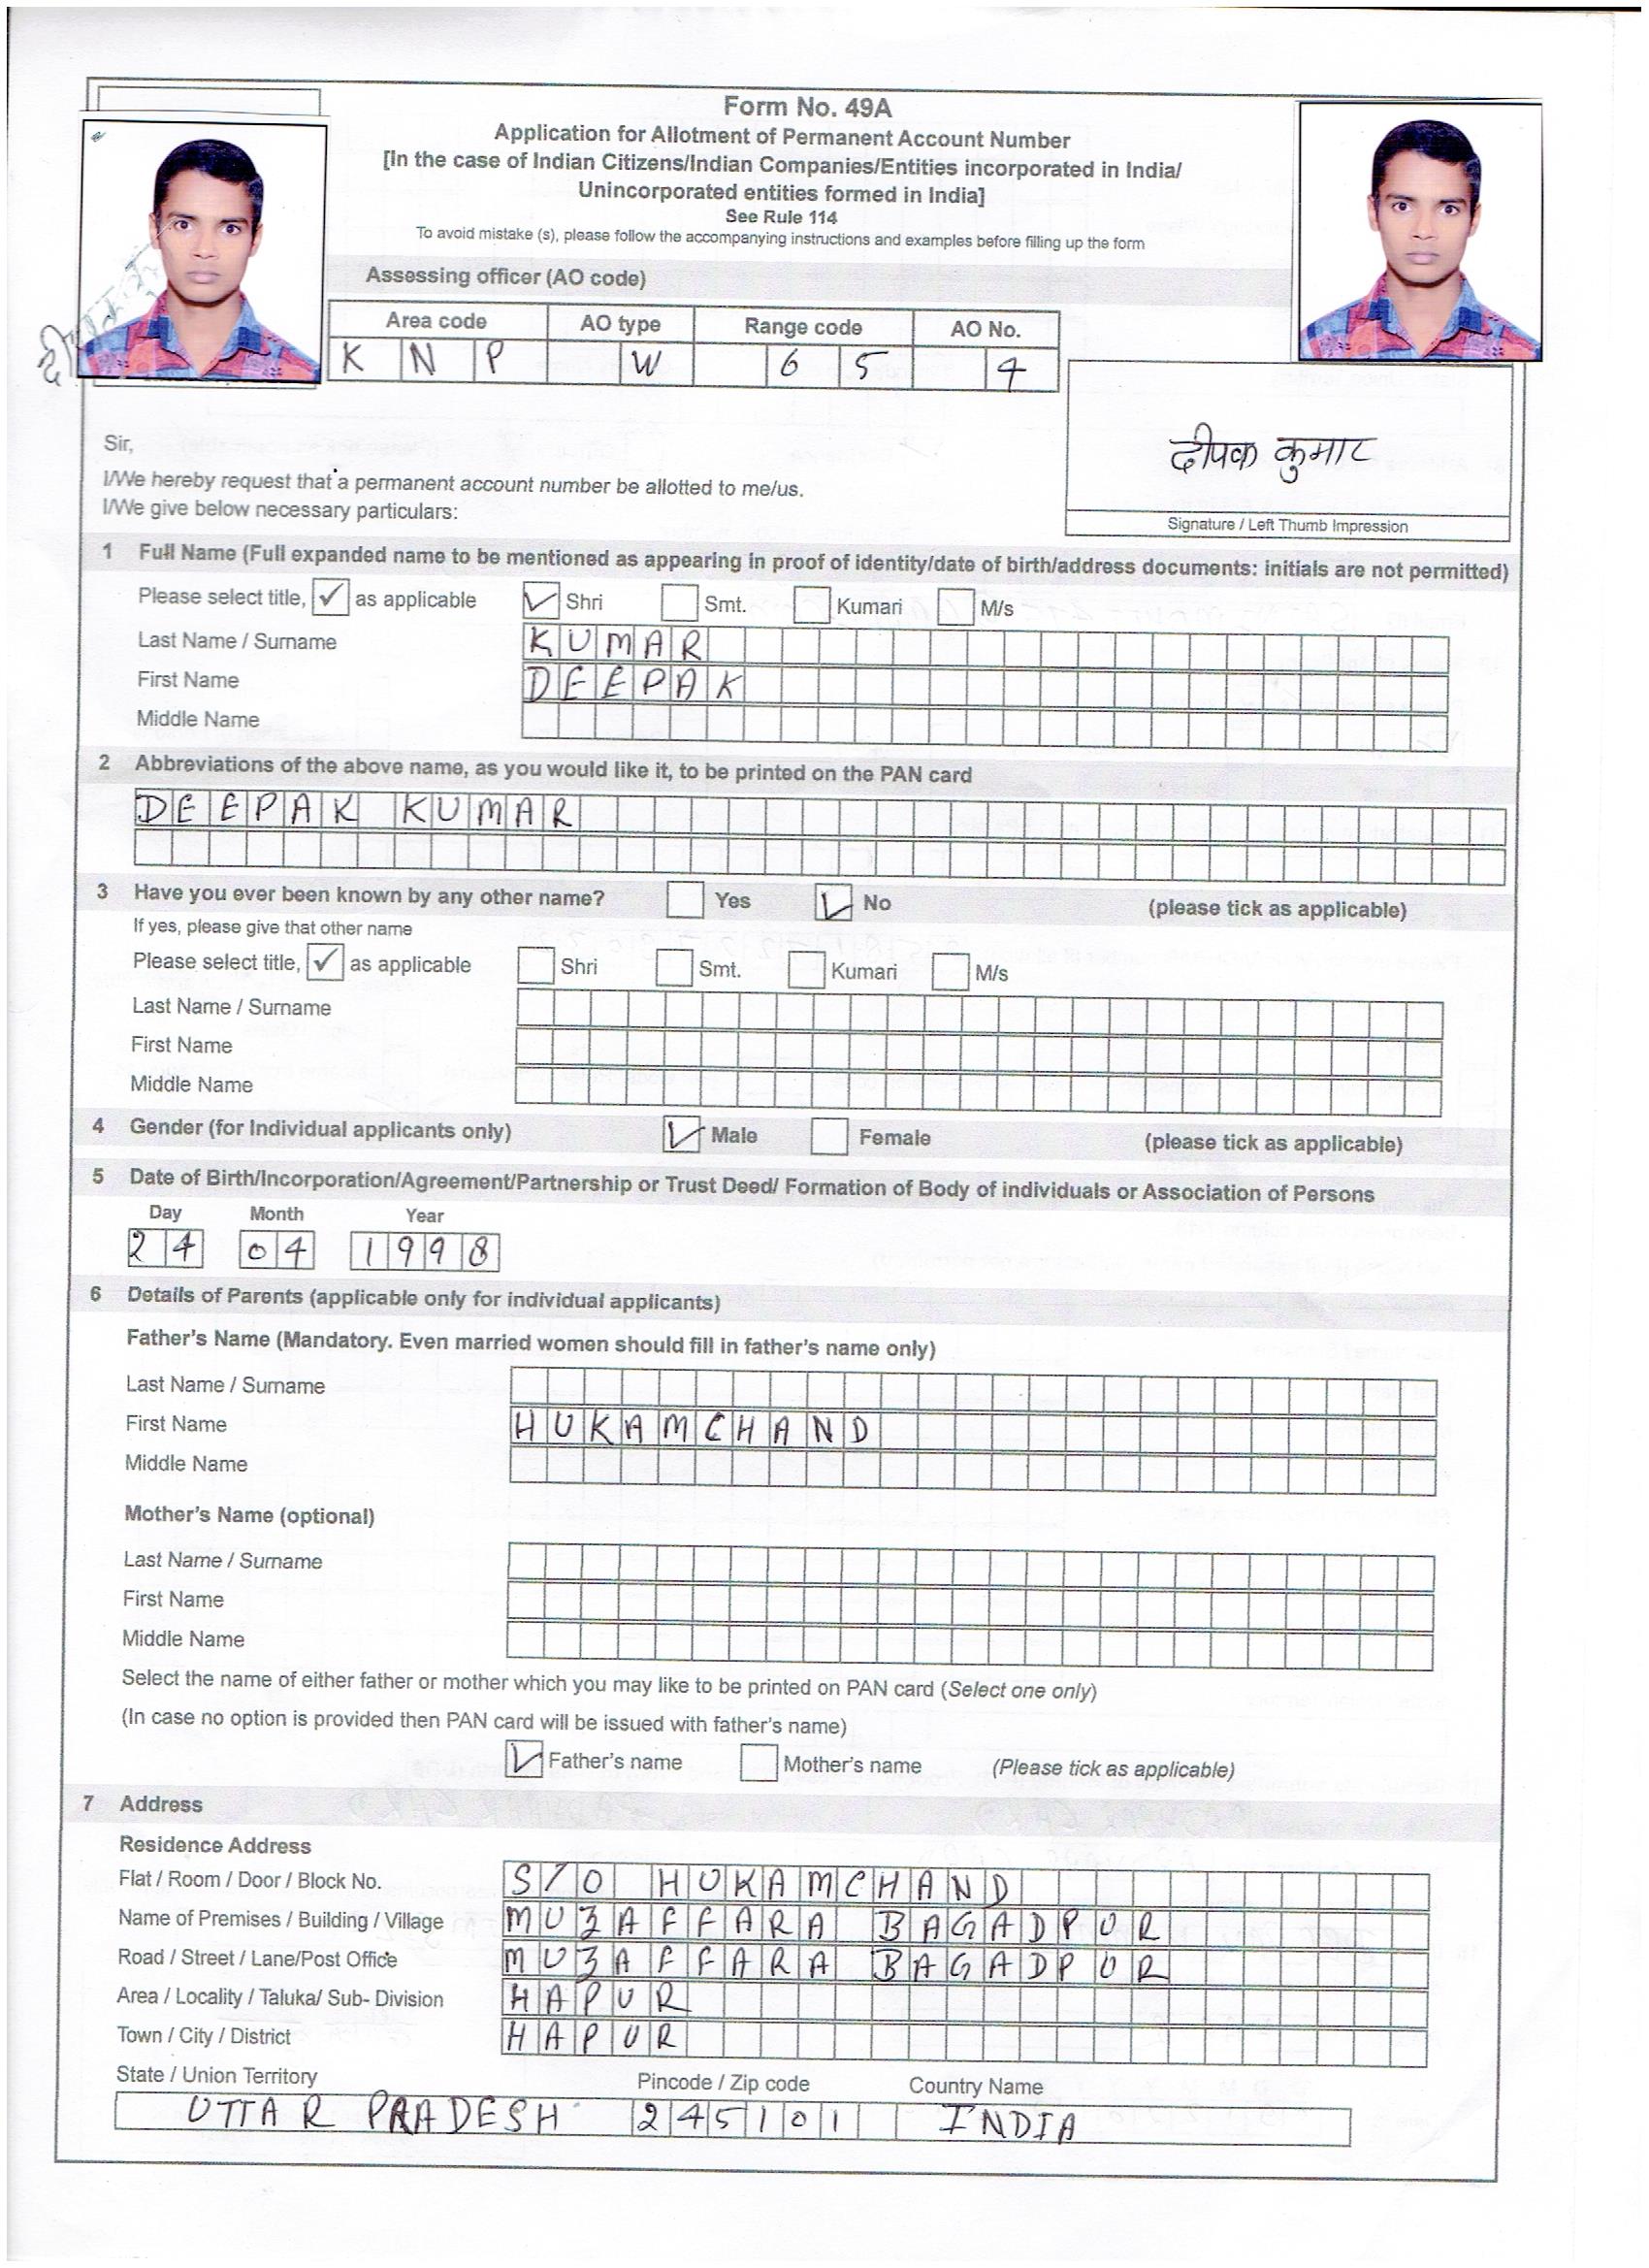 Form No. 49A
Application for Allotment of Permanent Account Number
[In the case of Indian Citizens/Indian Companies/Entities incorporated in India/
Unincorporated entities formed in India]
See Rule 114
To avoid mistake (s), please follow the accompanying instructions and examples before filling up the form
Assessing officer (AO code)
Area code AO type Range code AO No.
K N P W 6 5 4
दीपक कुमार
Signature / Left Thumb Impression
Sir,
I/We hereby request that a permanent account number be allotted to me/us.
I/We give below necessary particulars:
1 Full Name (Full expanded name to be mentioned as appearing in proof of identity/date of birth/address documents: initials are not permitted)
Please select title, ✓ as applicable ✓ Shri Smt. Kumari M/s
Last Name / Surname KUMAR
First Name DEEPAK
Middle Name
2 Abbreviations of the above name, as you would like it, to be printed on the PAN card
DEEPAK KUMAR
3 Have you ever been known by any other name? Yes ✓ No (please tick as applicable)
If yes, please give that other name
Please select title, ✓ as applicable Shri Smt. Kumari M/s
Last Name / Surname
First Name
Middle Name
4 Gender (for Individual applicants only) ✓ Male Female (please tick as applicable)
5 Date of Birth/Incorporation/Agreement/Partnership or Trust Deed/ Formation of Body of individuals or Association of Persons
Day Month Year
24 04 1998
6 Details of Parents (applicable only for individual applicants)
Father's Name (Mandatory. Even married women should fill in father's name only)
Last Name / Surname
First Name HUKAMCHAND
Middle Name
Mother's Name (optional)
Last Name / Surname
First Name
Middle Name
Select the name of either father or mother which you may like to be printed on PAN card (Select one only)
(In case no option is provided then PAN card will be issued with father's name)
✓ Father's name Mother's name (Please tick as applicable)
7 Address
Residence Address
Flat / Room / Door / Block No. S/O HUKAMCHAND
Name of Premises / Building / Village MUZAFFARA BAGADPUR
Road / Street / Lane/Post Office MUZAFFARA BAGADPUR
Area / Locality / Taluka/ Sub- Division HAPUR
Town / City / District HAPUR
State / Union Territory Pincode / Zip code Country Name
UTTAR PRADESH 245101 INDIA